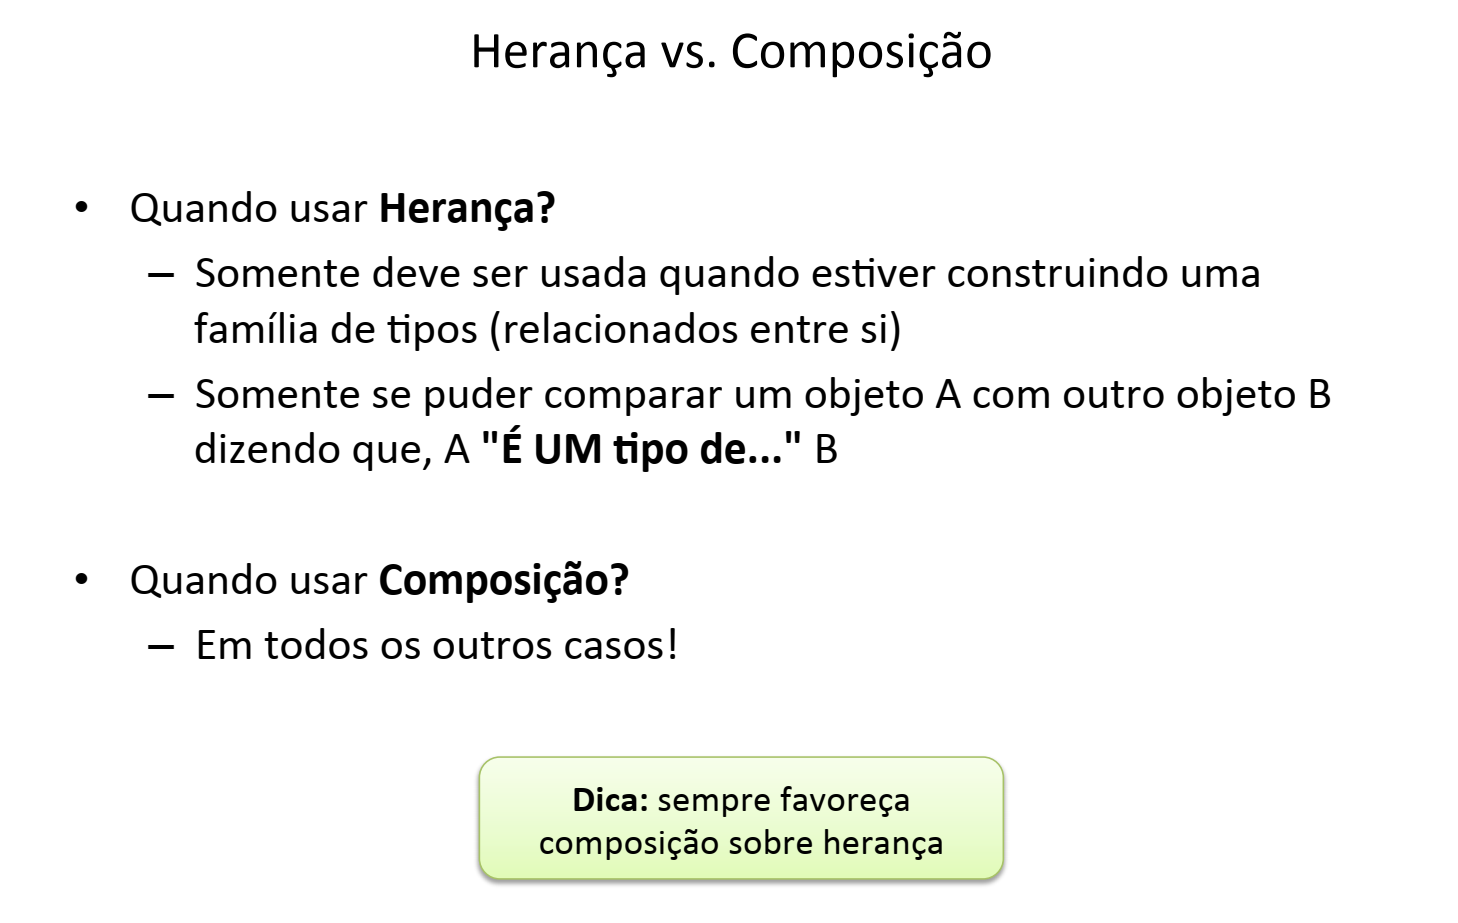 Herança vs. Composição
• Quando usar Herança?
– Somente deve ser usada quando estiver construindo uma
família de tipos (relacionados entre si)
– Somente se puder comparar um objeto A com outro objeto B
dizendo que, A "É UM tipo de..." B
• Quando usar Composição?
– Em todos os outros casos!
Dica: sempre favoreça
composição sobre herança